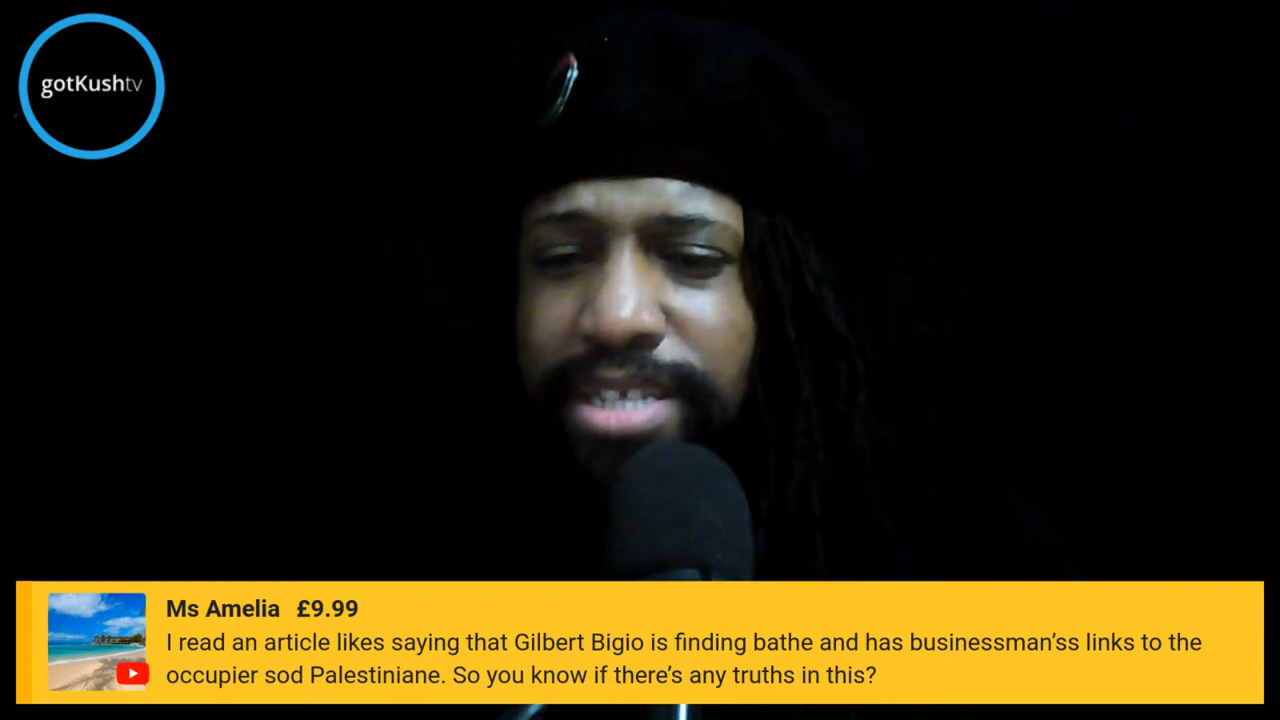 gotKushtv
Ms Amelia £9.99
I read an article likes saying that Gilbert Bigio is finding bathe and has businessman’ss links to the
occupier sod Palestiniane. So you know if there’s any truths in this?